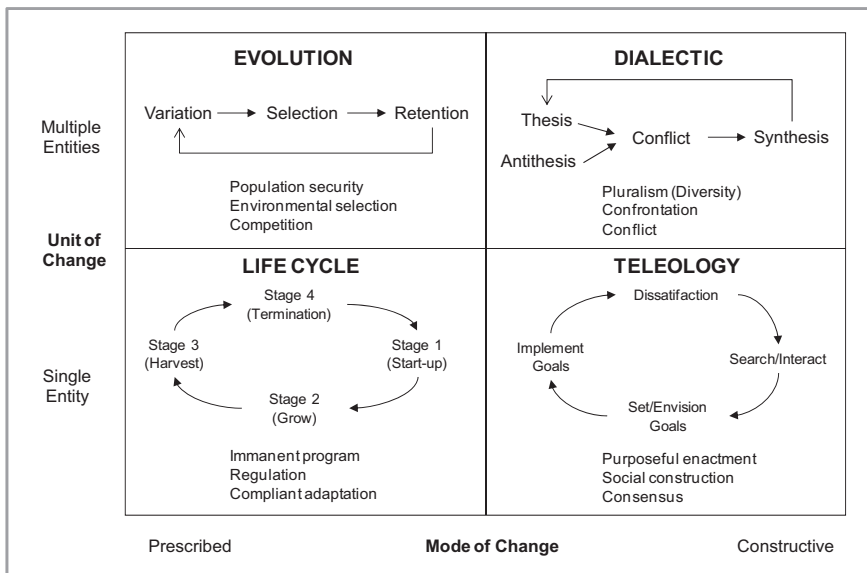 EVOLUTION
Variation
Selection
Retention
Population security
Environmental selection
Competition
DIALECTIC
Thesis
Antithesis
Conflict
Synthesis
Pluralism (Diversity)
Confrontation
Conflict
Multiple
Entities
Unit of
Change
Single
Entity
LIFE CYCLE
Stage 4
(Termination)
Stage 3
(Harvest)
Stage 1
(Start-up)
Stage 2
(Grow)
Immanent program
Regulation
Compliant adaptation
TELEOLOGY
Dissatifaction
Implement
Goals
Search/Interact
Set/Envision
Goals
Purposeful enactment
Social construction
Consensus
Prescribed
Mode of Change
Constructive